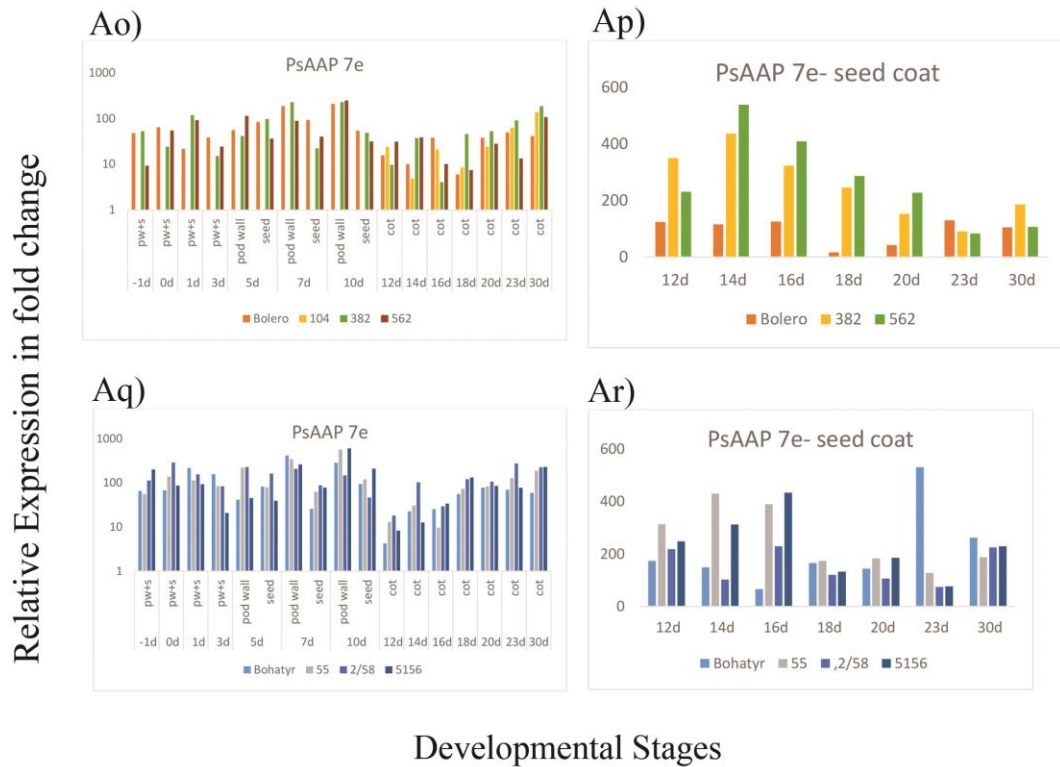 Ao)
PsAAP 7e
1000
100
10
1
pw+s pw+s pw+s pw+s pod wall seed pod wall seed pod wall seed cot cot cot cot cot cot cot
-1d 0d 1d 3d 5d 7d 10d 12d 14d 16d 18d 20d 23d 30d
Bolero 104 382 562
Ap)
PsAAP 7e- seed coat
600
400
200
0
12d 14d 16d 18d 20d 23d 30d
Bolero 382 562
Relative Expression in fold change
Aq)
PsAAP 7e
1000
100
10
1
pw+s pw+s pw+s pw+s pod wall seed pod wall seed pod wall seed cot cot cot cot cot cot cot
-1d 0d 1d 3d 5d 7d 10d 12d 14d 16d 18d 20d 23d 30d
Bohatyr 55 2/58 5156
Ar)
PsAAP 7e- seed coat
600
400
200
0
12d 14d 16d 18d 20d 23d 30d
Bohatyr 55 ,2/58 5156
Developmental Stages